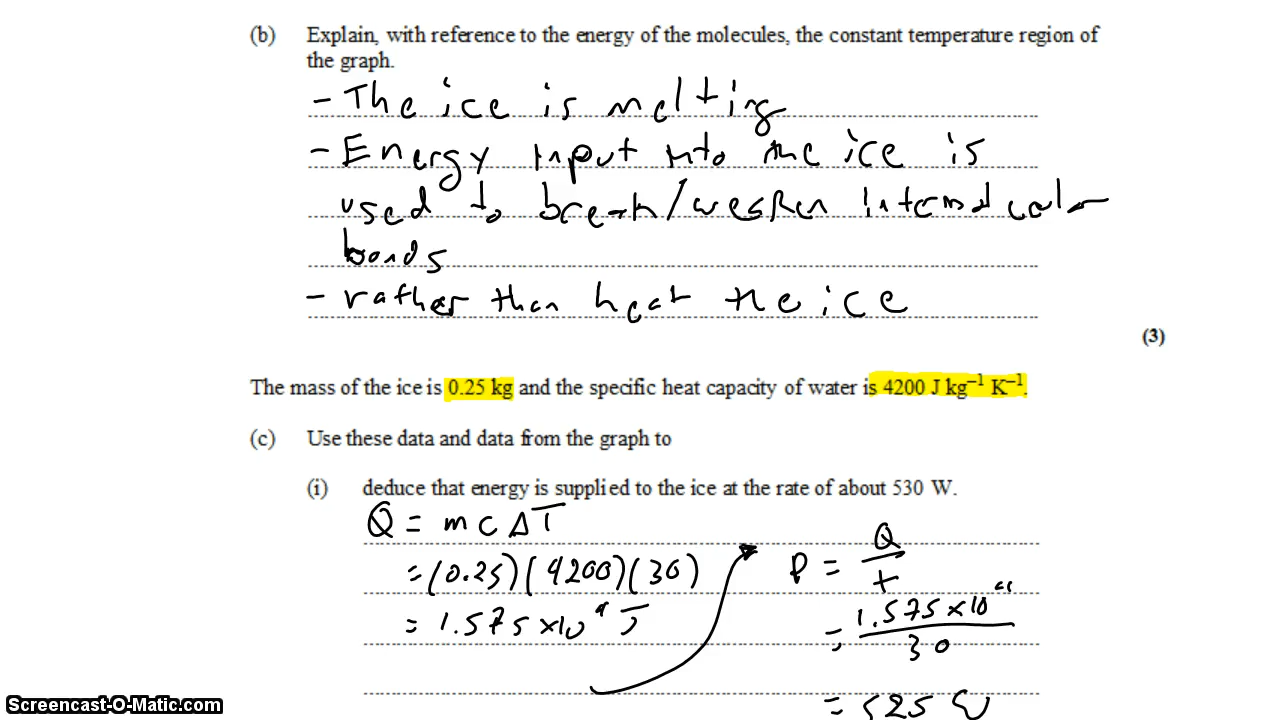 (b) Explain, with reference to the energy of the molecules, the constant temperature region of
the graph.
- The ice is melting
- Energy input into the ice is
used to break/weaken intermolecular
bonds
- rather than heat the ice
(3)
The mass of the ice is 0.25 kg and the specific heat capacity of water is 4200 J kg⁻¹ K⁻¹.
(c) Use these data and data from the graph to
(i) deduce that energy is supplied to the ice at the rate of about 530 W.
Q = mcΔT
= (0.25)(4200)(30)
= 1.575 x10⁴ J
P = Q/t
= 1.575 x10⁴/30
= 525 W
Screencast-O-Matic.com